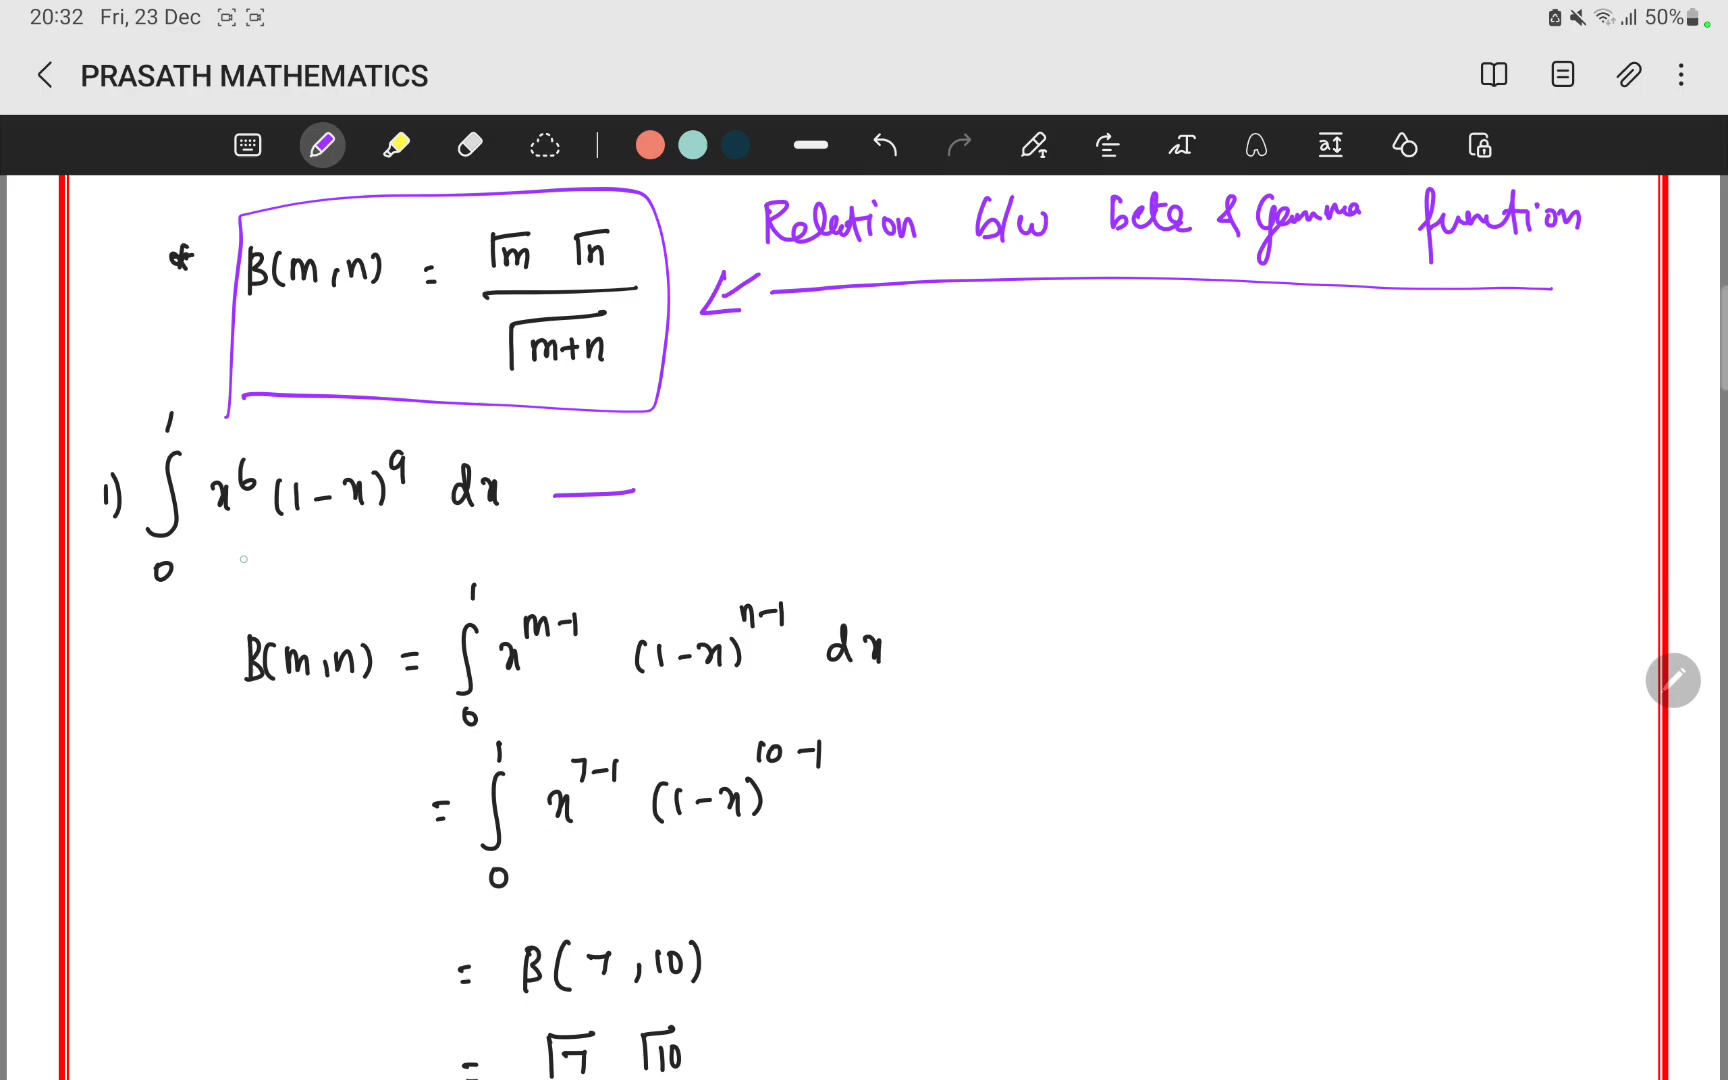 20:32 Fri, 23 Dec 50%
PRASATH MATHEMATICS
Relation b/w beta & Gamma function
* β(m,n) = Γm Γn / Γm+n
1) ∫₀¹ x⁶ (1-x)⁹ dx —
β(m,n) = ∫₀¹ x^(m-1) (1-x)^(n-1) dx
= ∫₀¹ x^(7-1) (1-x)^(10-1)
= β(7,10)
= Γ7 Γ10